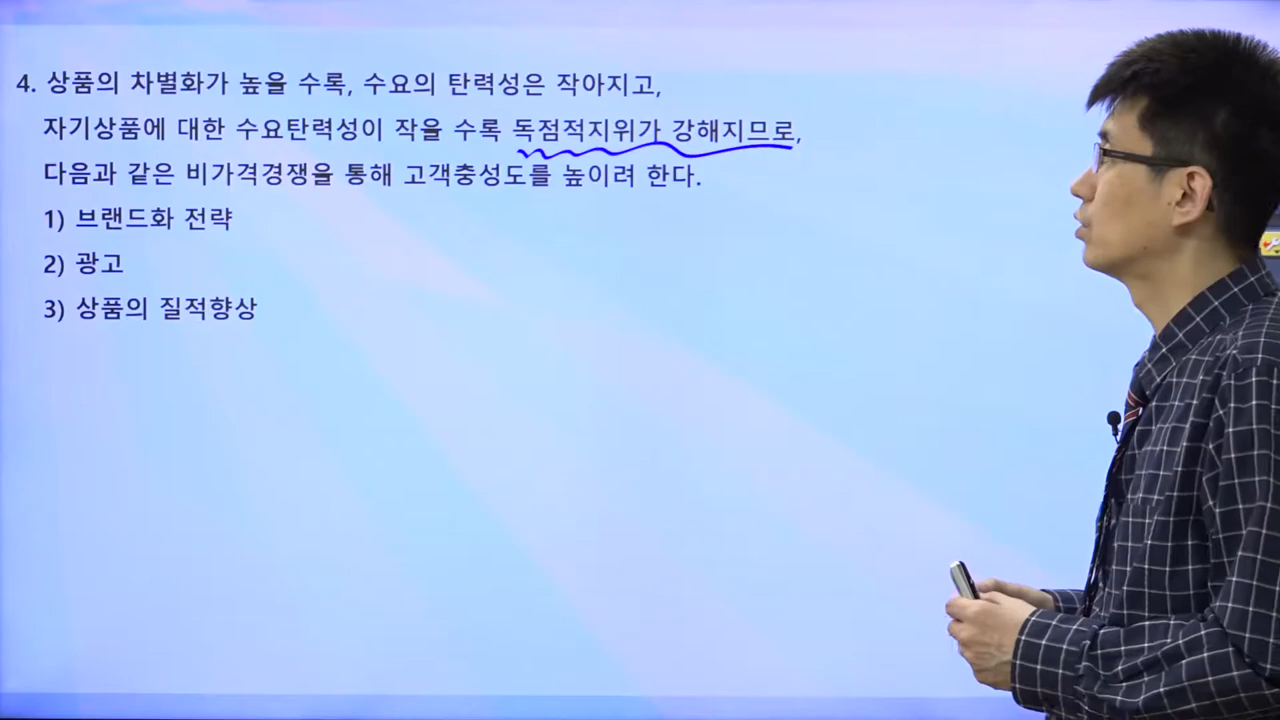 4. 상품의 차별화가 높을 수록, 수요의 탄력성은 작아지고,
자기상품에 대한 수요탄력성이 작을 수록 독점적지위가 강해지므로,
다음과 같은 비가격경쟁을 통해 고객충성도를 높이려 한다.
1) 브랜드화 전략
2) 광고
3) 상품의 질적향상